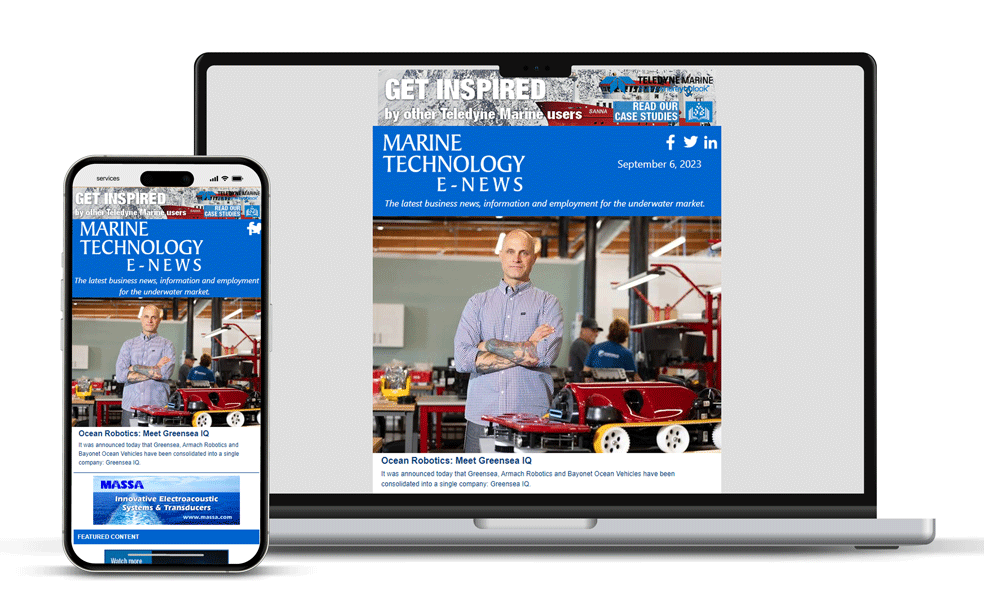 GET INSPIRED
by other Teledyne Marine users
SANNA
TELEDYNE MARINE
Everywhereyoulook
READ OUR
CASE STUDIES
MARINE
TECHNOLOGY
E-NEWS
September 6, 2023
The latest business news, information and employment for the underwater market.
Ocean Robotics: Meet Greensea IQ
It was announced today that Greensea, Armach Robotics and Bayonet Ocean Vehicles have been
consolidated into a single company: Greensea IQ.
services
GET INSPIRED
by other Teledyne Marine users
TELEDYNE MARINE
READ OUR
CASE STUDIES
MARINE
TECHNOLOGY
E-NEWS
The latest business news, information and employment
for the underwater market.
Ocean Robotics: Meet Greensea IQ
It was announced today that Greensea, Armach Robotics and
Bayonet Ocean Vehicles have been consolidated into a single
company: Greensea IQ.
MASSA
Innovative Electroacoustic
Systems & Transducers
www.massa.com
FEATURED CONTENT
Watch more